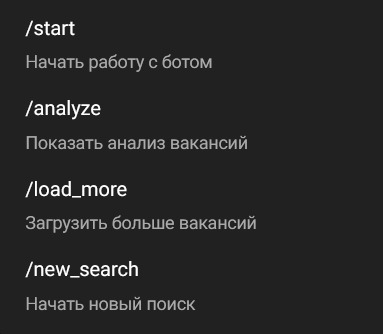 /start
Начать работу с ботом
/analyze
Показать анализ вакансий
/load_more
Загрузить больше вакансий
/new_search
Начать новый поиск